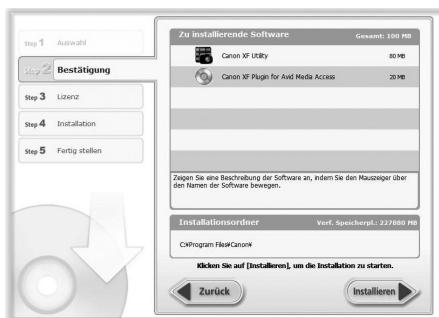 Step 1 Auswahl
Step 2 Bestätigung
Step 3 Lizenz
Step 4 Installation
Step 5 Fertig stellen
Zu installierende Software Gesamt: 100 MB
Canon XF Utility 80 MB
Canon XF Plugin for Avid Media Access 20 MB
Zeigen Sie eine Beschreibung der Software an, indem Sie den Mauszeiger über
den Namen der Software bewegen.
Installationsordner Verf. Speicherpl.: 227880 MB
C:¥Program Files¥Canon¥
Klicken Sie auf [Installieren], um die Installation zu starten.
Zurück Installieren